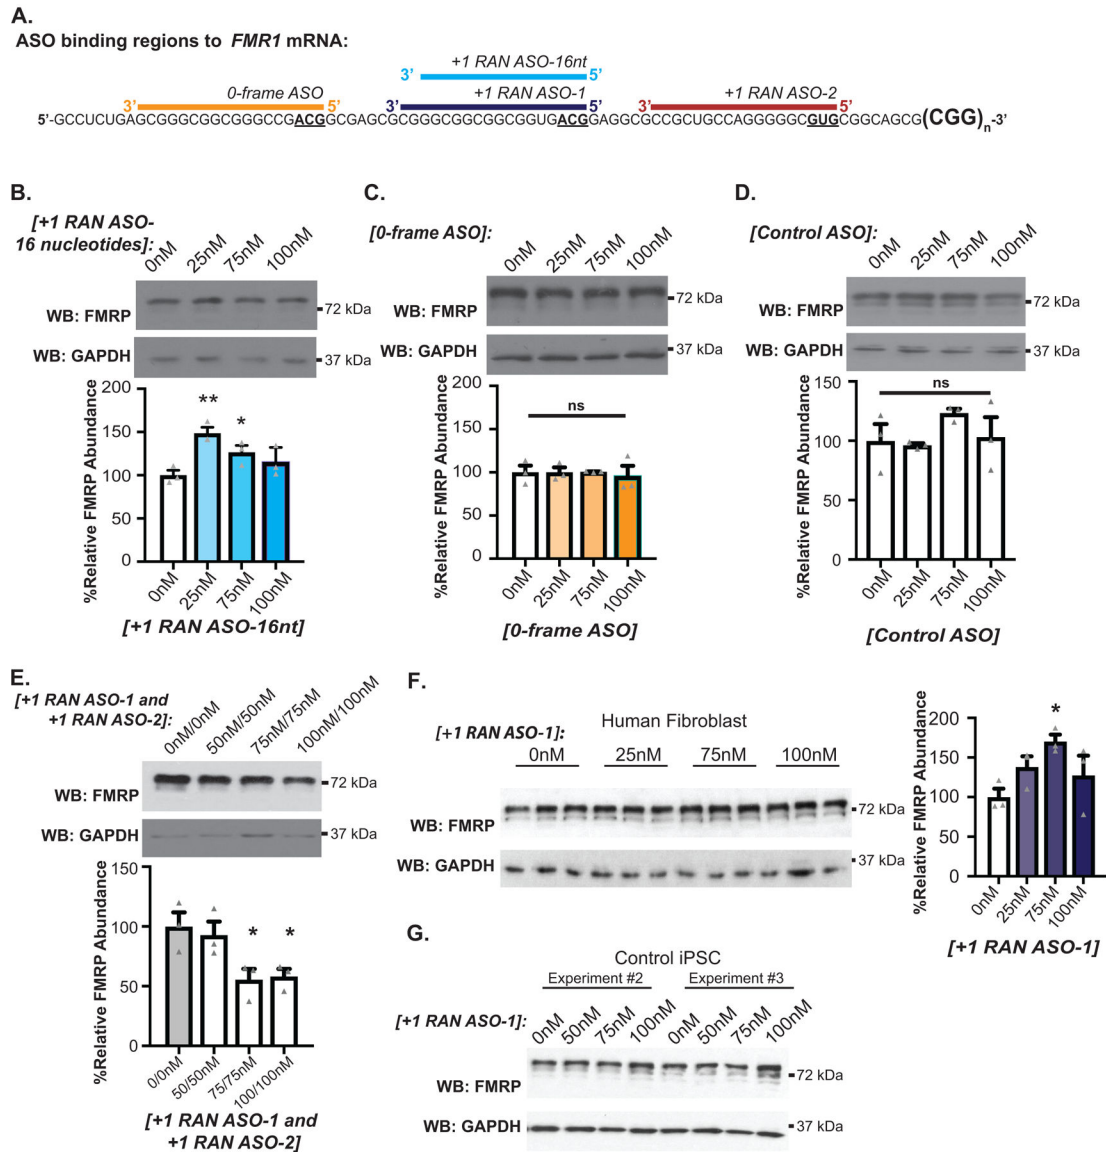 A.
ASO binding regions to FMR1 mRNA:
3’ +1 RAN ASO-16nt 5’
3’ 0-frame ASO 5’ 3’ +1 RAN ASO-1 5’ 3’ +1 RAN ASO-2 5’
5’-GCCUCUGAGCGGGCGGCGGGCCGACGGCGAGCGCGGGCGGCGGCGGUGACGGAGGCGCCGCUGCCAGGGGGCGUGCGGCAGCG(CGG)n-3’
B.
[+1 RAN ASO-
16 nucleotides]:
0nM 25nM 75nM 100nM
WB: FMRP
72 kDa
WB: GAPDH
37 kDa
%Relative FMRP Abundance
200
150
100
50
0
** *
0nM 25nM 75nM 100nM
[+1 RAN ASO-16nt]
C.
[0-frame ASO]:
0nM 25nM 75nM 100nM
WB: FMRP
72 kDa
WB: GAPDH
37 kDa
%Relative FMRP Abundance
200
150
100
50
0
ns
0nM 25nM 75nM 100nM
[0-frame ASO]
D.
[Control ASO]:
0nM 25nM 75nM 100nM
WB: FMRP
72 kDa
WB: GAPDH
37 kDa
%Relative FMRP Abundance
150
100
50
0
ns
0nM 25nM 75nM 100nM
[Control ASO]
E.
[+1 RAN ASO-1 and
+1 RAN ASO-2]:
0nM/0nM 50nM/50nM 75nM/75nM 100nM/100nM
WB: FMRP
72 kDa
WB: GAPDH
37 kDa
%Relative FMRP Abundance
150
100
50
0
* *
0/0nM 50/50nM 75/75nM 100/100nM
[+1 RAN ASO-1 and
+1 RAN ASO-2]
F.
Human Fibroblast
[+1 RAN ASO-1]:
0nM 25nM 75nM 100nM
WB: FMRP
72 kDa
WB: GAPDH
37 kDa
%Relative FMRP Abundance
200
150
100
50
0
*
0nM 25nM 75nM 100nM
[+1 RAN ASO-1]
G.
Control iPSC
Experiment #2 Experiment #3
[+1 RAN ASO-1]:
0nM 50nM 75nM 100nM 0nM 50nM 75nM 100nM
WB: FMRP
72 kDa
WB: GAPDH
37 kDa